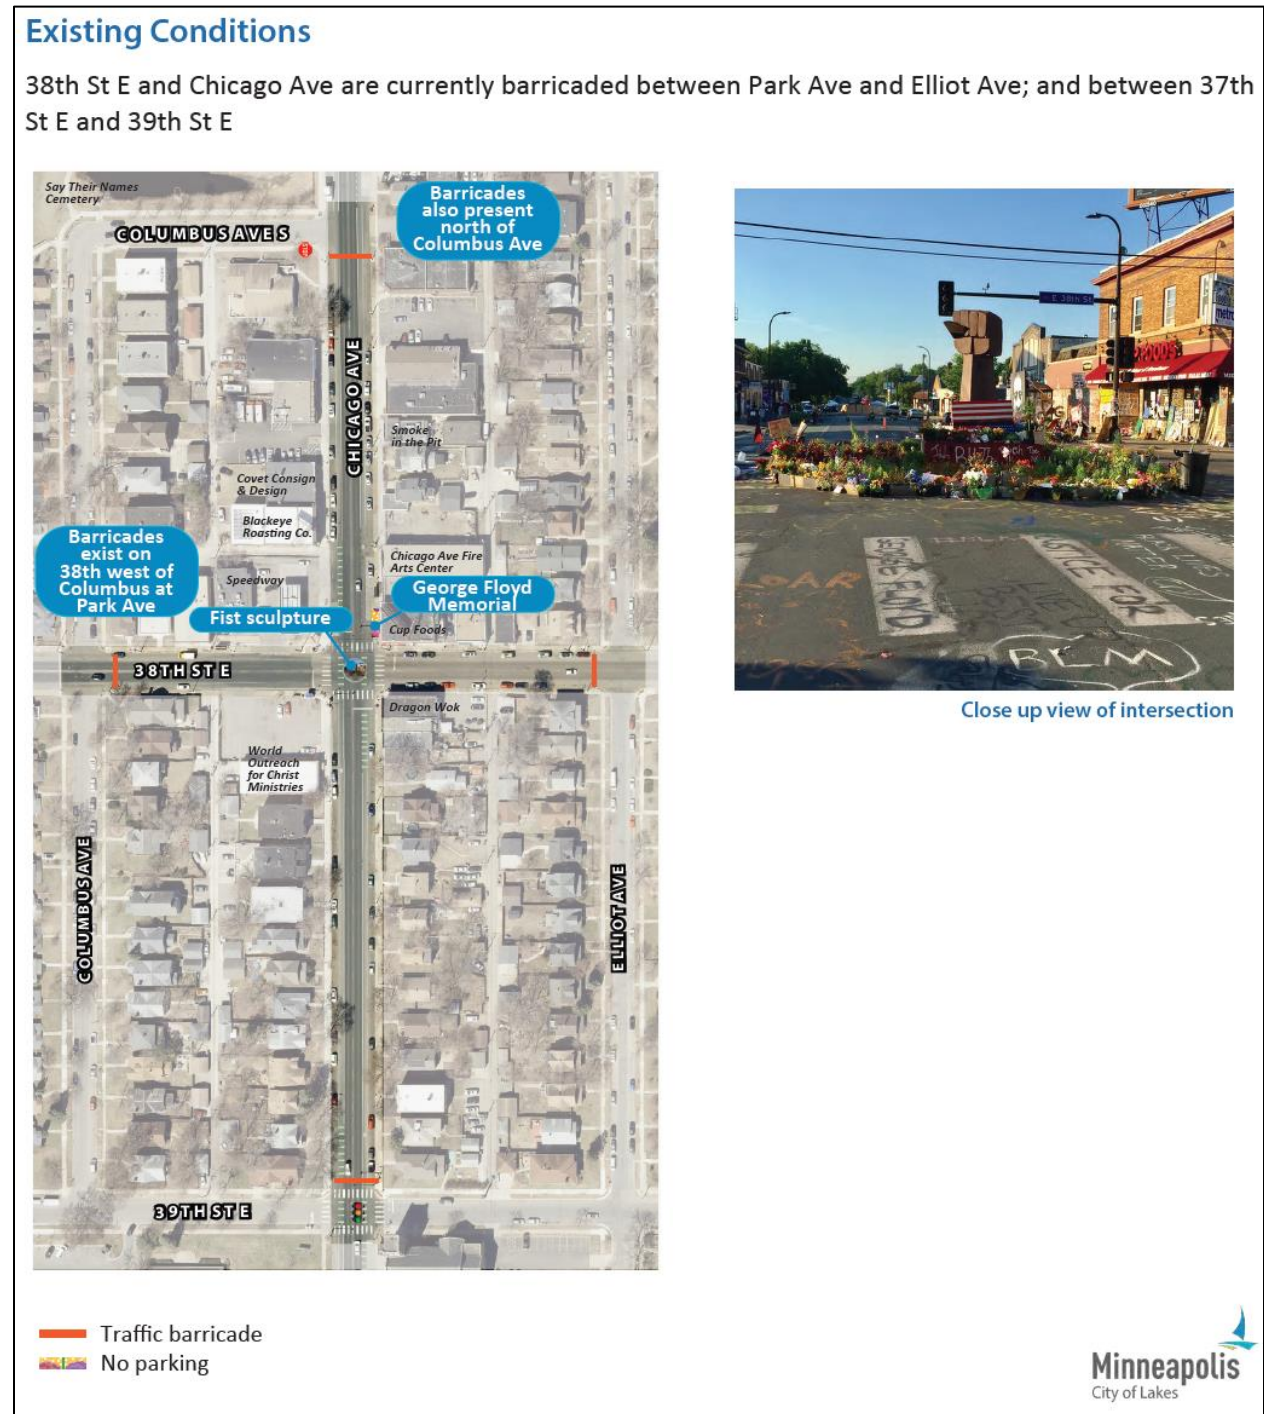 Existing Conditions
38th St E and Chicago Ave are currently barricaded between Park Ave and Elliot Ave; and between 37th
St E and 39th St E
Say Their Names
Cemetery
COLUMBUS AVE S
Barricades
also present
north of
Columbus Ave
CHICAGO AVE
Smoke
in the Pit
Covet Consign
& Design
Blackeye
Roasting Co.
Barricades
exist on
38th west of
Columbus at
Park Ave
Speedway
Chicago Ave Fire
Arts Center
George Floyd
Memorial
Fist sculpture
Cup Foods
38TH ST E
Dragon Wok
World
Outreach
for Christ
Ministries
COLUMBUS AVE
ELLIOT AVE
39TH ST E
E 38th St
FOODS
metro
JUSTICE FOR
GEORGE FLOYD
BLM
Close up view of intersection
Traffic barricade
No parking
Minneapolis
City of Lakes